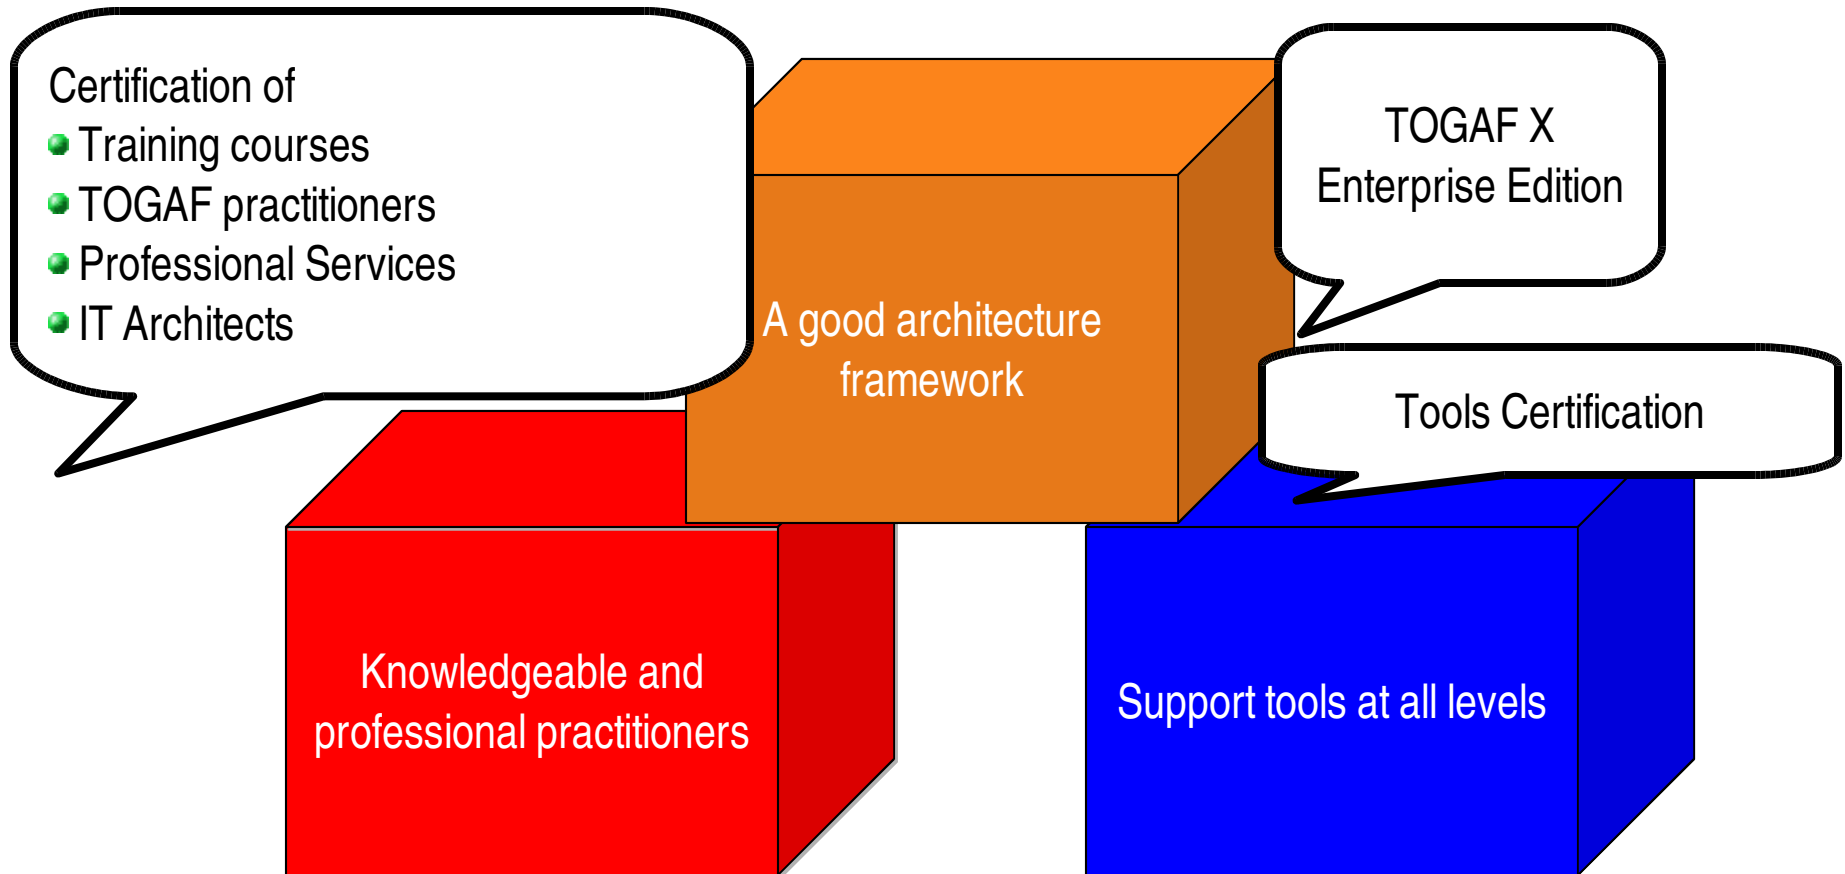 Certification of
Training courses
TOGAF practitioners
Professional Services
IT Architects
TOGAF X
Enterprise Edition
A good architecture
framework
Tools Certification
Knowledgeable and
professional practitioners
Support tools at all levels